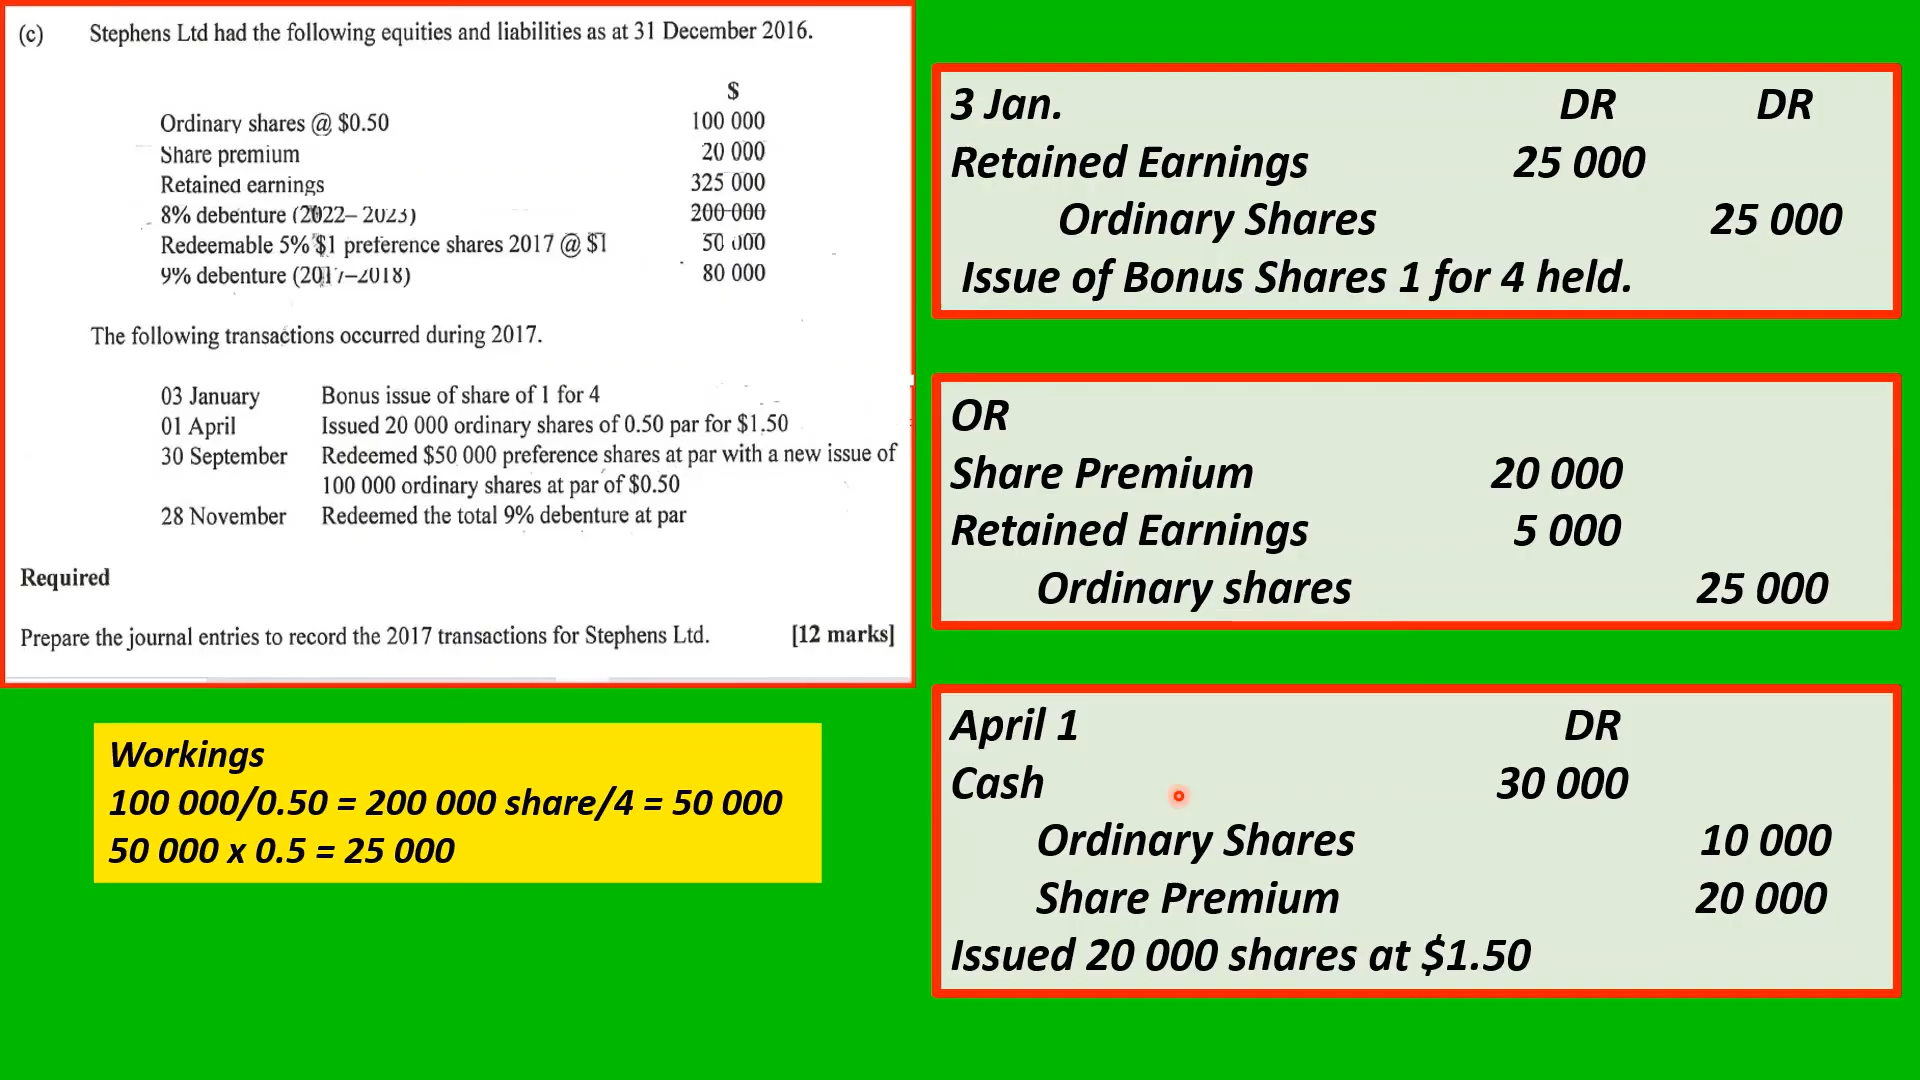 (c) Stephens Ltd had the following equities and liabilities as at 31 December 2016.
$
Ordinary shares @ $0.50 100 000
Share premium 20 000
Retained earnings 325 000
8% debenture (2022–2023) 200 000
Redeemable 5% $1 preference shares 2017 @ $1 50 000
9% debenture (2017–2018) 80 000
The following transactions occurred during 2017.
03 January Bonus issue of share of 1 for 4
01 April Issued 20 000 ordinary shares of 0.50 par for $1.50
30 September Redeemed $50 000 preference shares at par with a new issue of
100 000 ordinary shares at par of $0.50
28 November Redeemed the total 9% debenture at par
Required
Prepare the journal entries to record the 2017 transactions for Stephens Ltd. [12 marks]
Workings
100 000/0.50 = 200 000 share/4 = 50 000
50 000 x 0.5 = 25 000
3 Jan. DR DR
Retained Earnings 25 000
Ordinary Shares 25 000
Issue of Bonus Shares 1 for 4 held.
OR
Share Premium 20 000
Retained Earnings 5 000
Ordinary shares 25 000
April 1 DR
Cash 30 000
Ordinary Shares 10 000
Share Premium 20 000
Issued 20 000 shares at $1.50